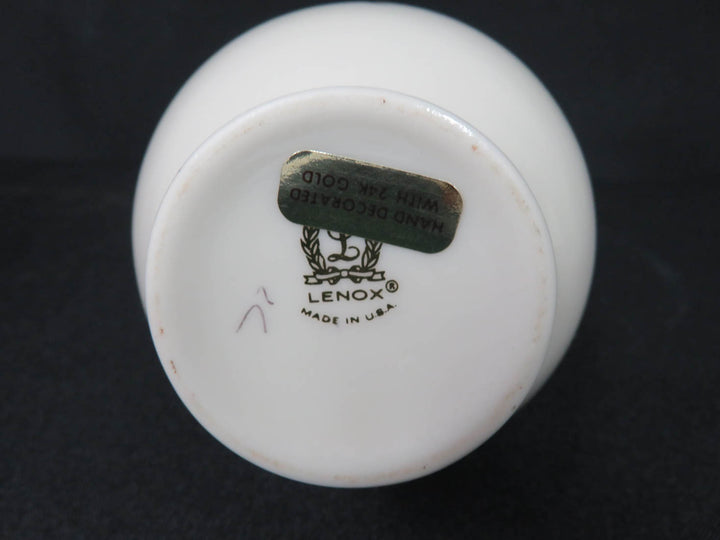 HAND DECORATED
WITH 24K GOLD
L
LENOX®
MADE IN U.S.A.